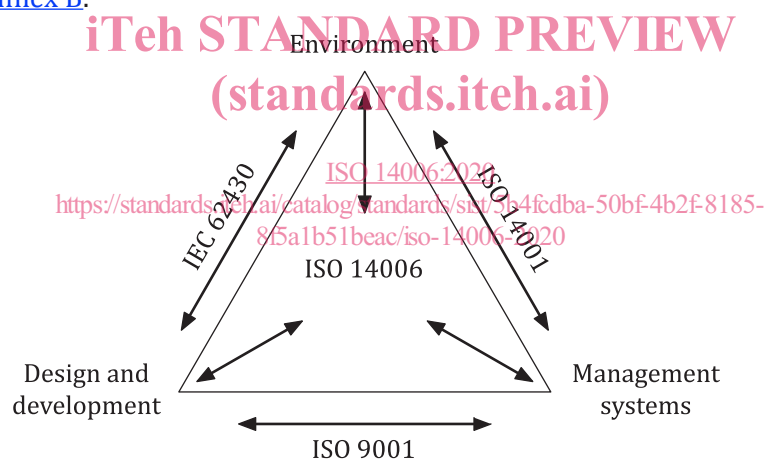 Annex B.
iTeh STANDARD PREVIEW
Environment
(standards.iteh.ai)
ISO 14006:2020
https://standards.iteh.ai/catalog/standards/sist/5b4fcdba-50bf-4b2f-8185-
8f5a1b51beac/iso-14006-2020
IEC 62430
ISO 14001
ISO 14006
Design and
development
Management
systems
ISO 9001